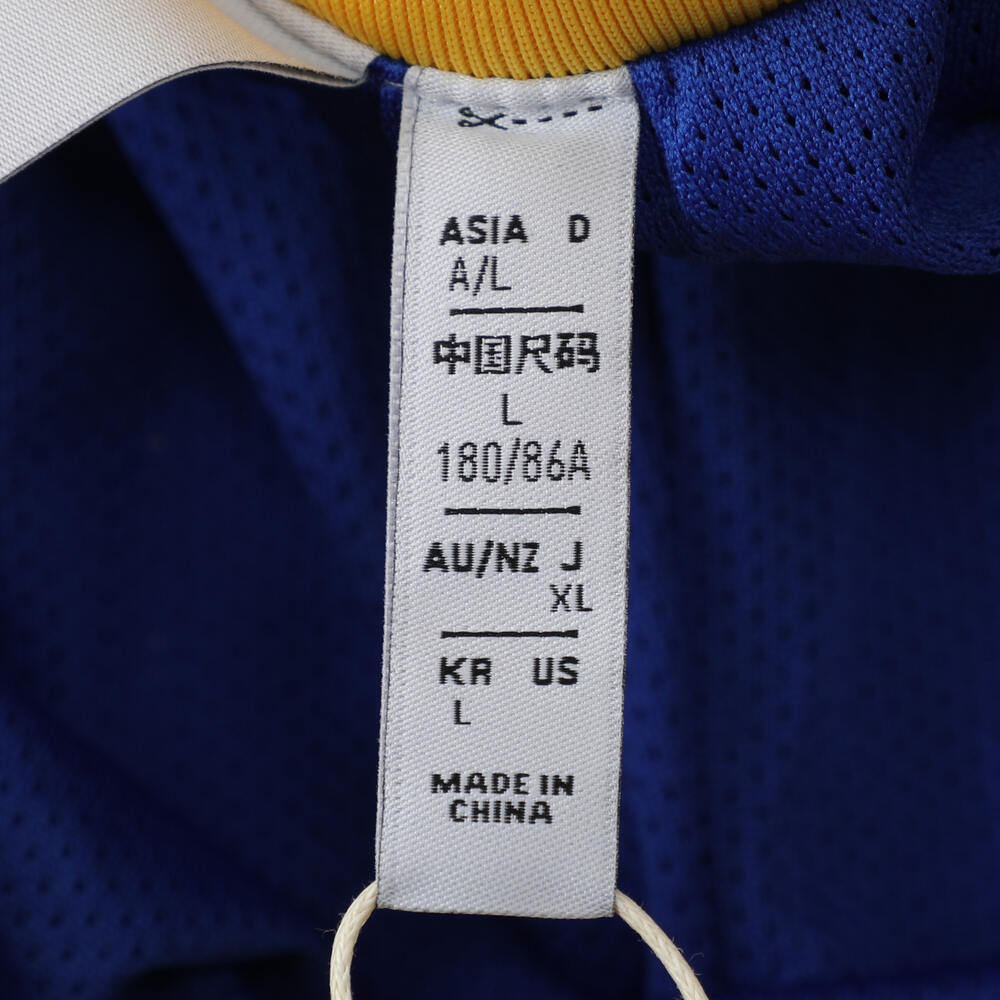 ASIA D
A/L
中国尺码
L
180/86A
AU/NZ J
XL
KR US
L
MADE IN
CHINA